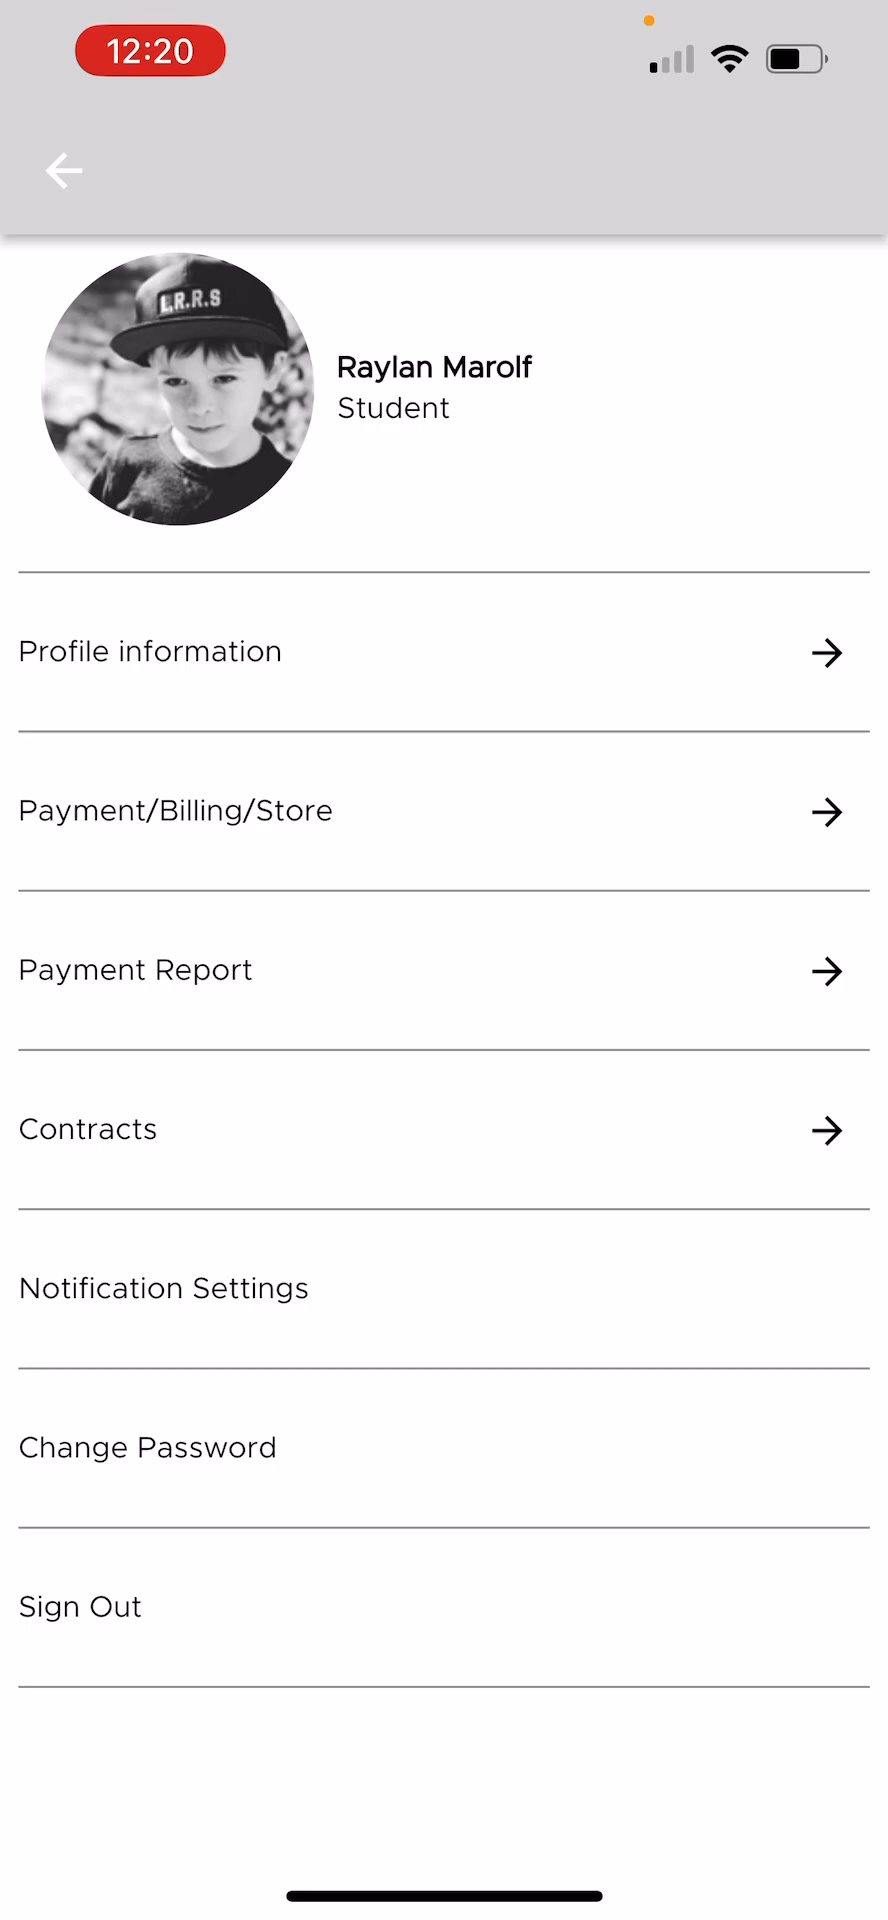 12:20
L.R.R.S
Raylan Marolf
Student
Profile information
Payment/Billing/Store
Payment Report
Contracts
Notification Settings
Change Password
Sign Out